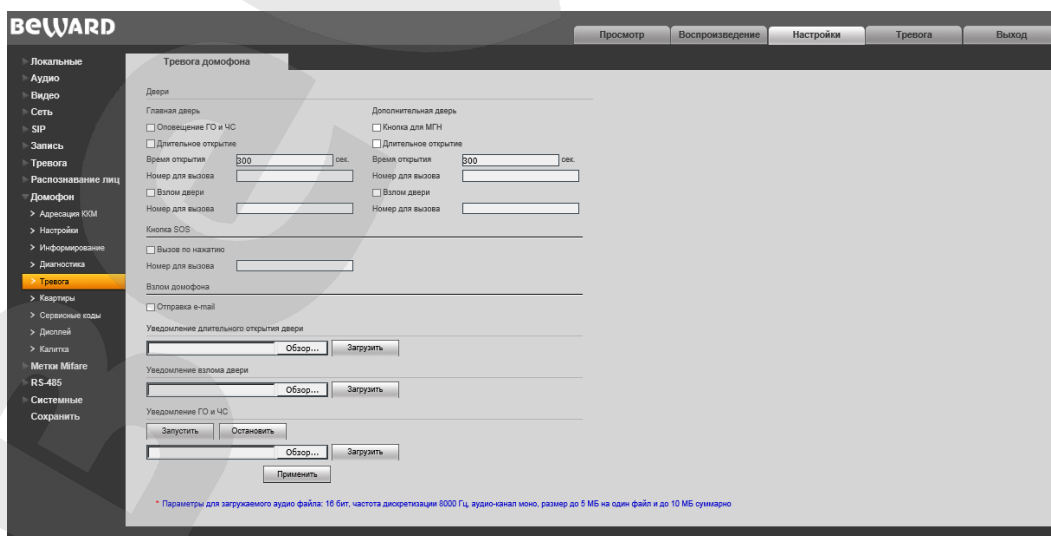 BEWARD
Просмотр Воспроизведение Настройки Тревога Выход
Локальные
Аудио
Видео
Сеть
SIP
Запись
Тревога
Распознавание лиц
Домофон
Адресация ККМ
Настройки
Информирование
Диагностика
Тревога
Квартиры
Сервисные коды
Дисплей
Калитка
Метки Mifare
RS-485
Системные
Сохранить
Тревога домофона
Двери
Главная дверь Дополнительная дверь
Оповещение ГО и ЧС Кнопка для МГН
Длительное открытие Длительное открытие
Время открытия 300 сек. Время открытия 300 сек.
Номер для вызова Номер для вызова
Взлом двери Взлом двери
Номер для вызова Номер для вызова
Кнопка SOS
Вызов по нажатию
Номер для вызова
Взлом домофона
Отправка e-mail
Уведомление длительного открытия двери
Обзор... Загрузить
Уведомление взлома двери
Обзор... Загрузить
Уведомление ГО и ЧС
Запустить Остановить
Обзор... Загрузить
Применить
* Параметры для загружаемого аудио файла: 16 бит, частота дискретизации 8000 Гц, аудио-канал моно, размер до 5 МБ на один файл и до 10 МБ суммарно